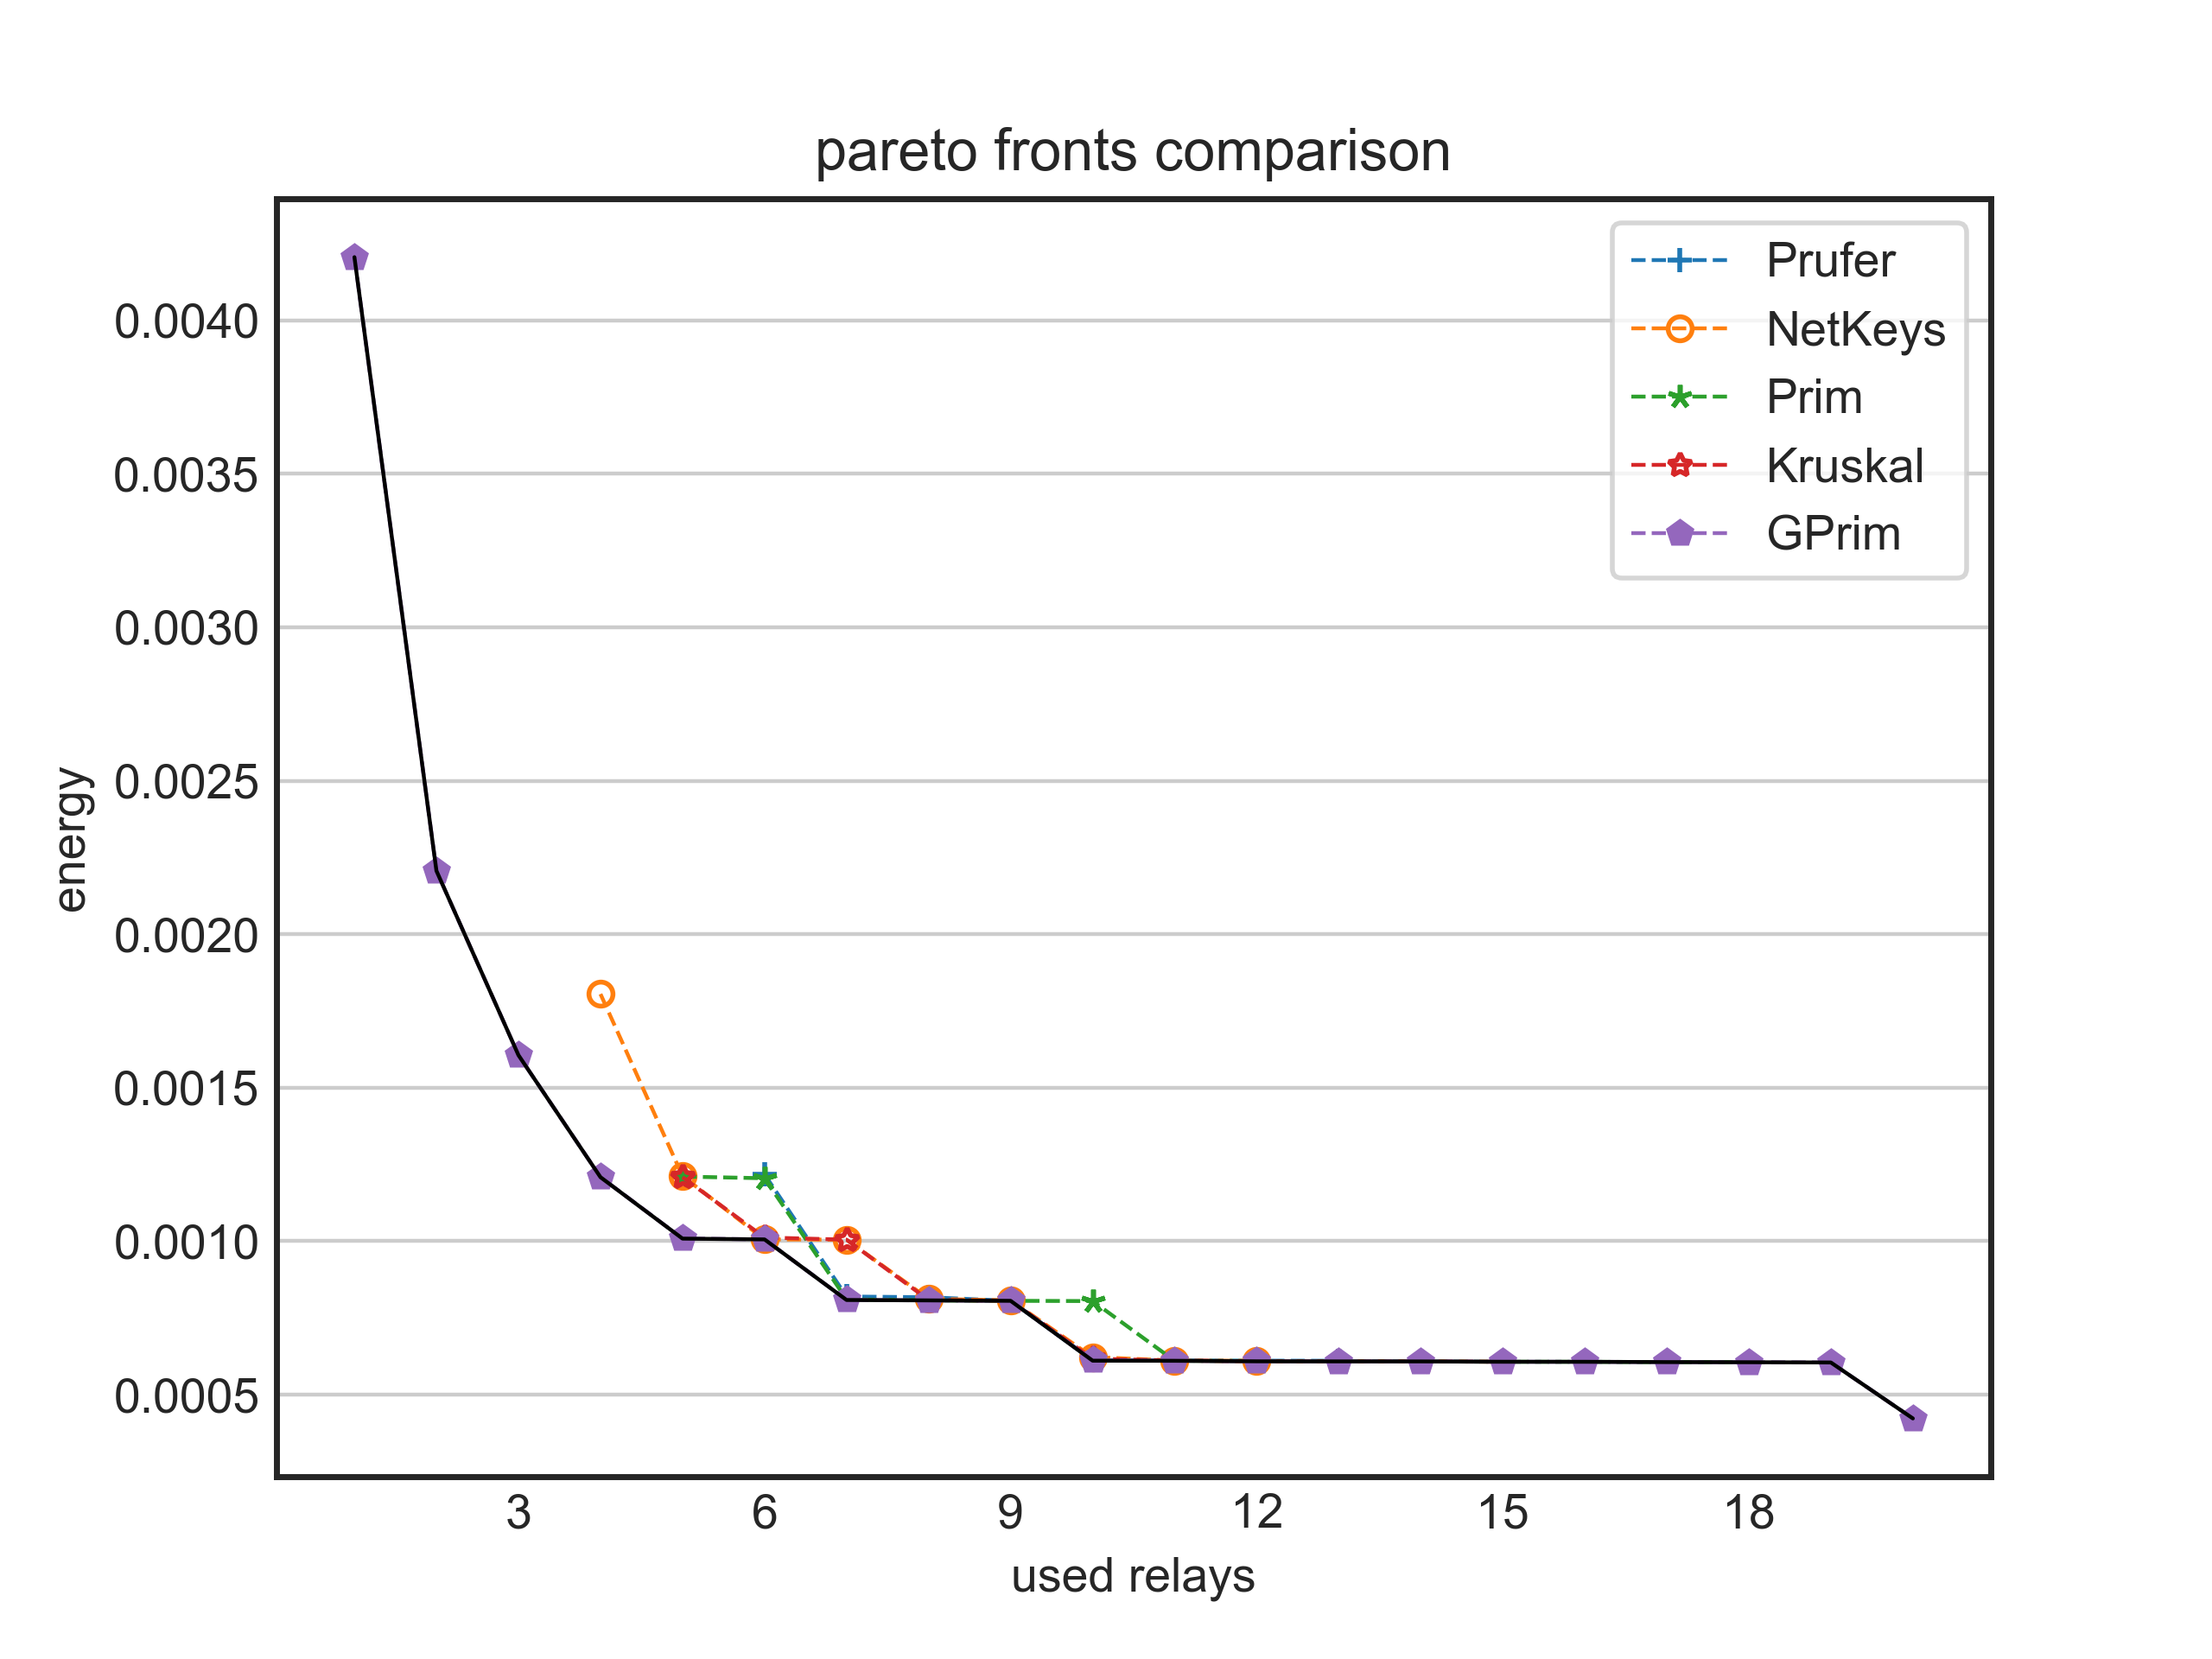 pareto fronts comparison
Prufer
NetKeys
Prim
Kruskal
GPrim
0.0040
0.0035
0.0030
0.0025
0.0020
0.0015
0.0010
0.0005
energy
3 6 9 12 15 18
used relays